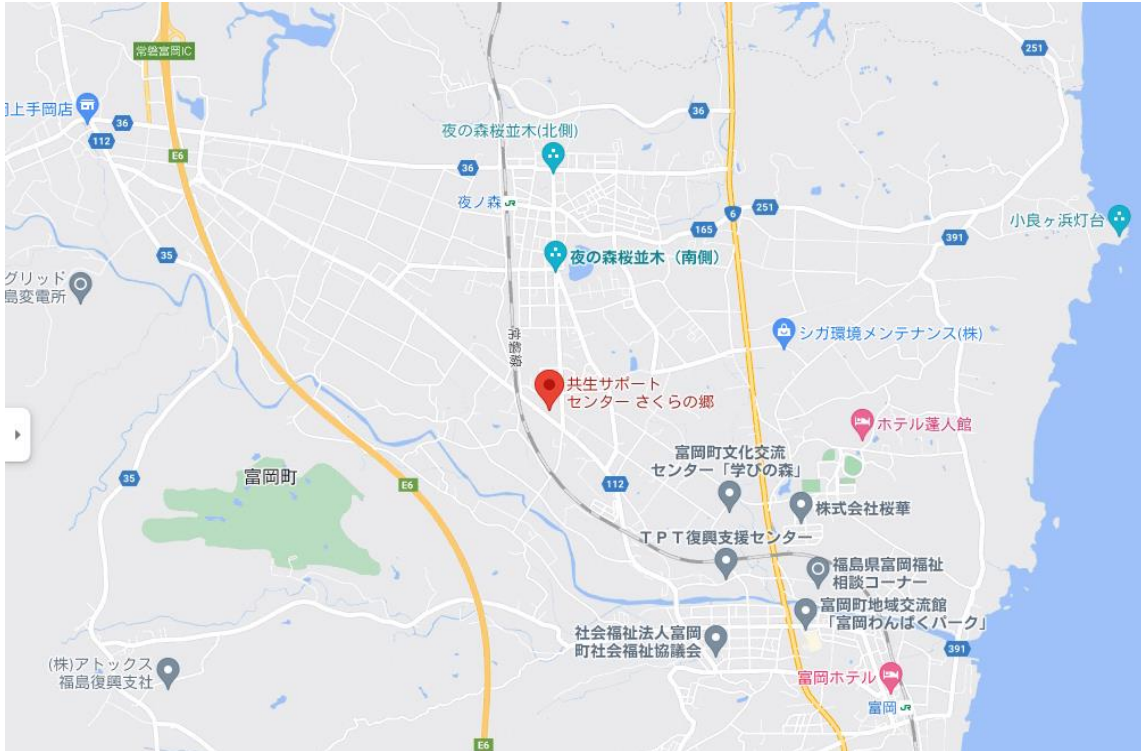 常磐富岡IC
251
上手岡店
36
36
112
夜の森桜並木(北側)
E6
36
夜ノ森
JR
6
251
小良ヶ浜灯台
165
391
35
夜の森桜並木（南側）
グリッド
島変電所
シガ環境メンテナンス(株)
常磐線
共生サポート
センター さくらの郷
ホテル蓬人館
富岡町文化交流
センター「学びの森」
35
富岡町
E6
112
株式会社桜華
ＴＰＴ復興支援センター
福島県富岡福祉
相談コーナー
富岡町地域交流館
「富岡わんぱくパーク」
社会福祉法人富岡
町社会福祉協議会
391
(株)アトックス
福島復興支社
富岡ホテル
富岡
JR
E6